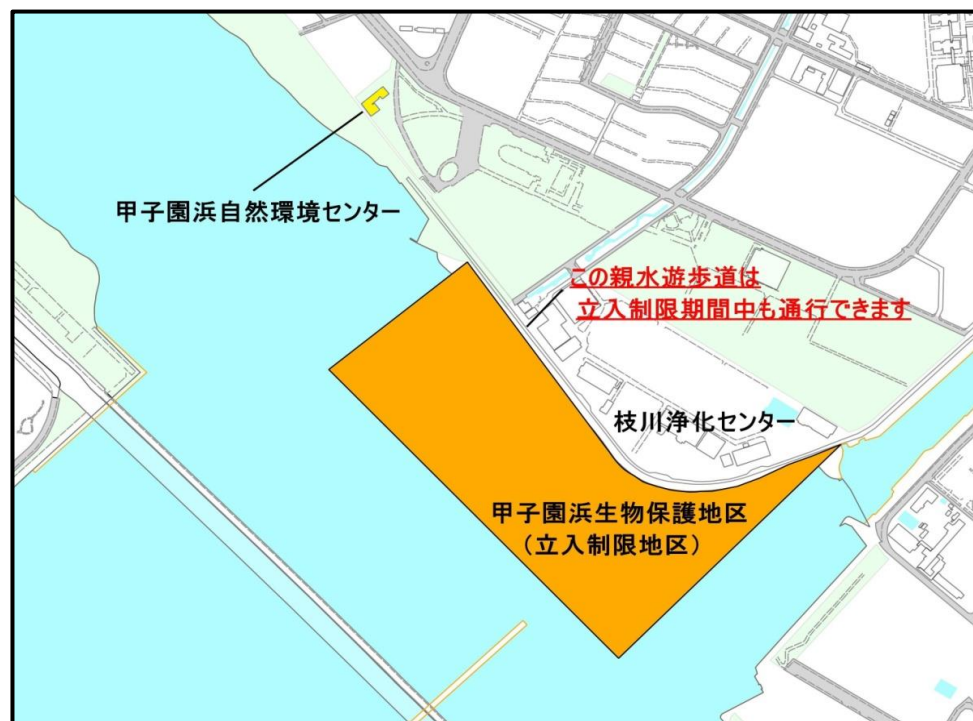 甲子園浜自然環境センター
この親水遊歩道は
立入制限期間中も通行できます
枝川浄化センター
甲子園浜生物保護地区
（立入制限地区）